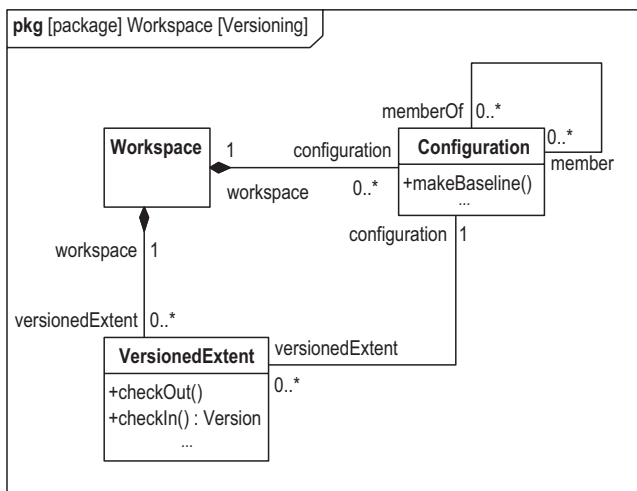 pkg [package] Workspace [Versioning]
memberOf 0..*
Workspace
1
configuration
Configuration
0..*
member
workspace
0..*
+makeBaseline()
...
configuration 1
workspace
1
versionedExtent 0..*
VersionedExtent
versionedExtent
0..*
+checkOut()
+checkIn() : Version
...